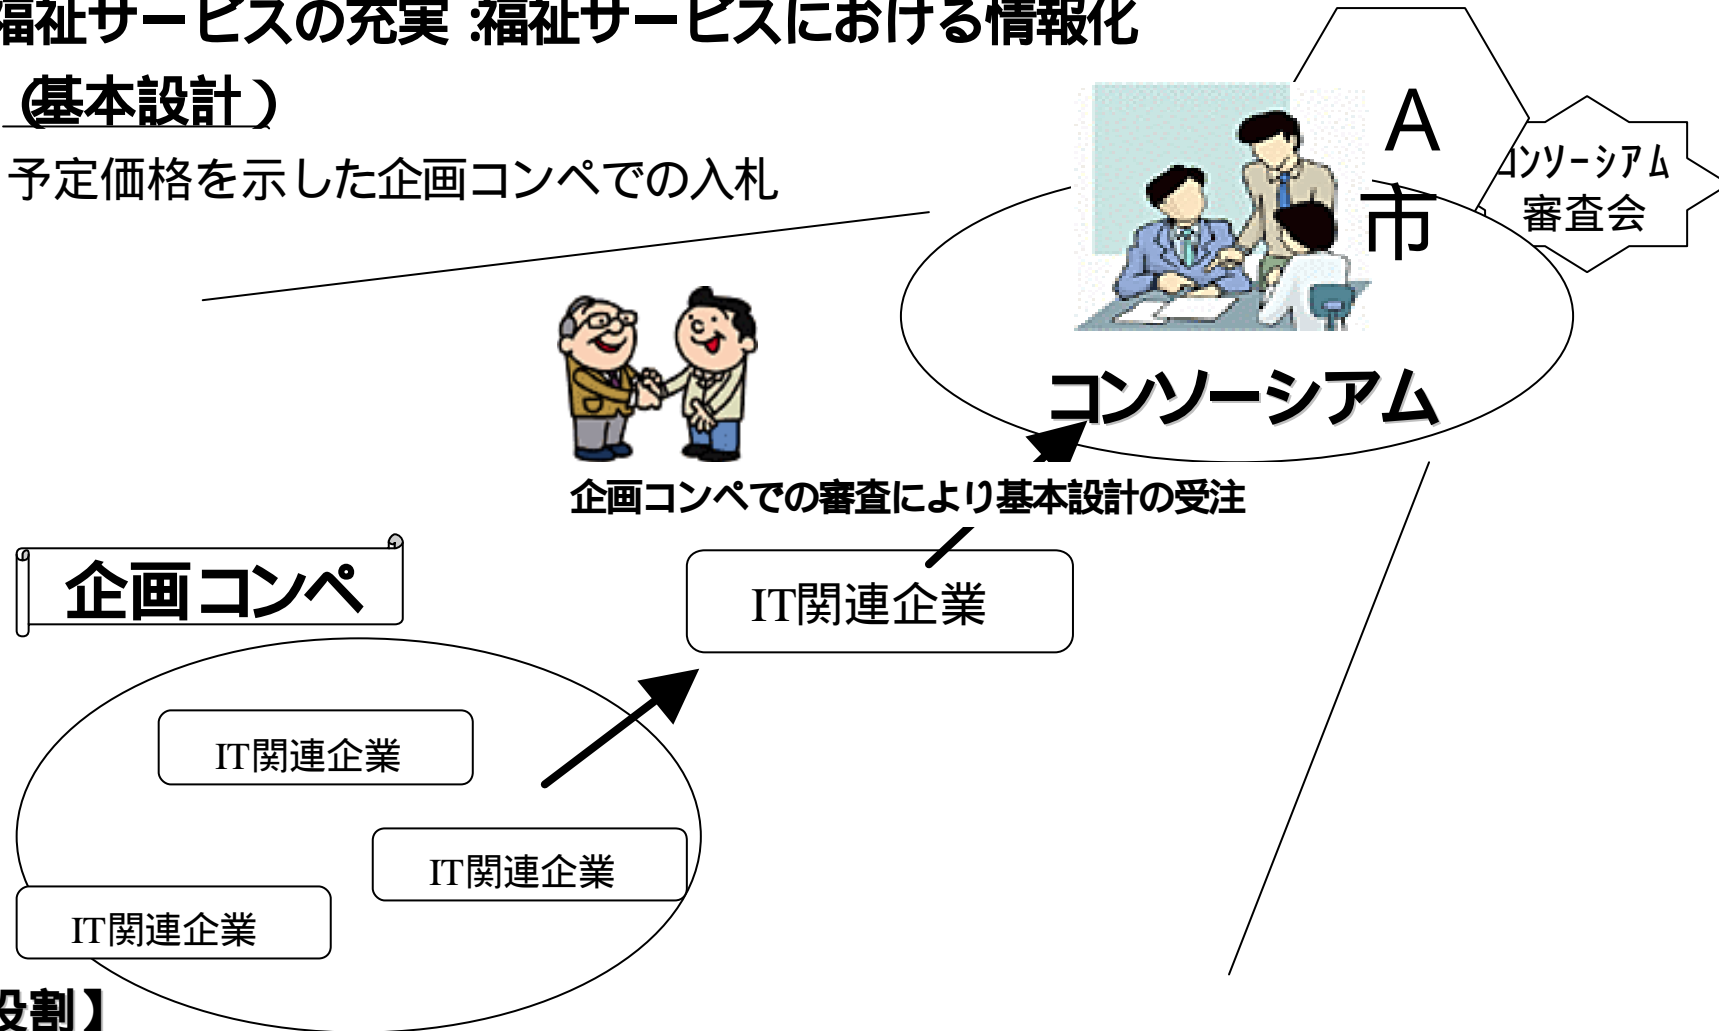 福祉サービスの充実:福祉サービスにおける情報化
(基本設計)
予定価格を示した企画コンペでの入札
A
市
コンソーシアム
審査会
コンソーシアム
企画コンペでの審査により基本設計の受注
企画コンペ
IT関連企業
IT関連企業
IT関連企業
IT関連企業
役割】